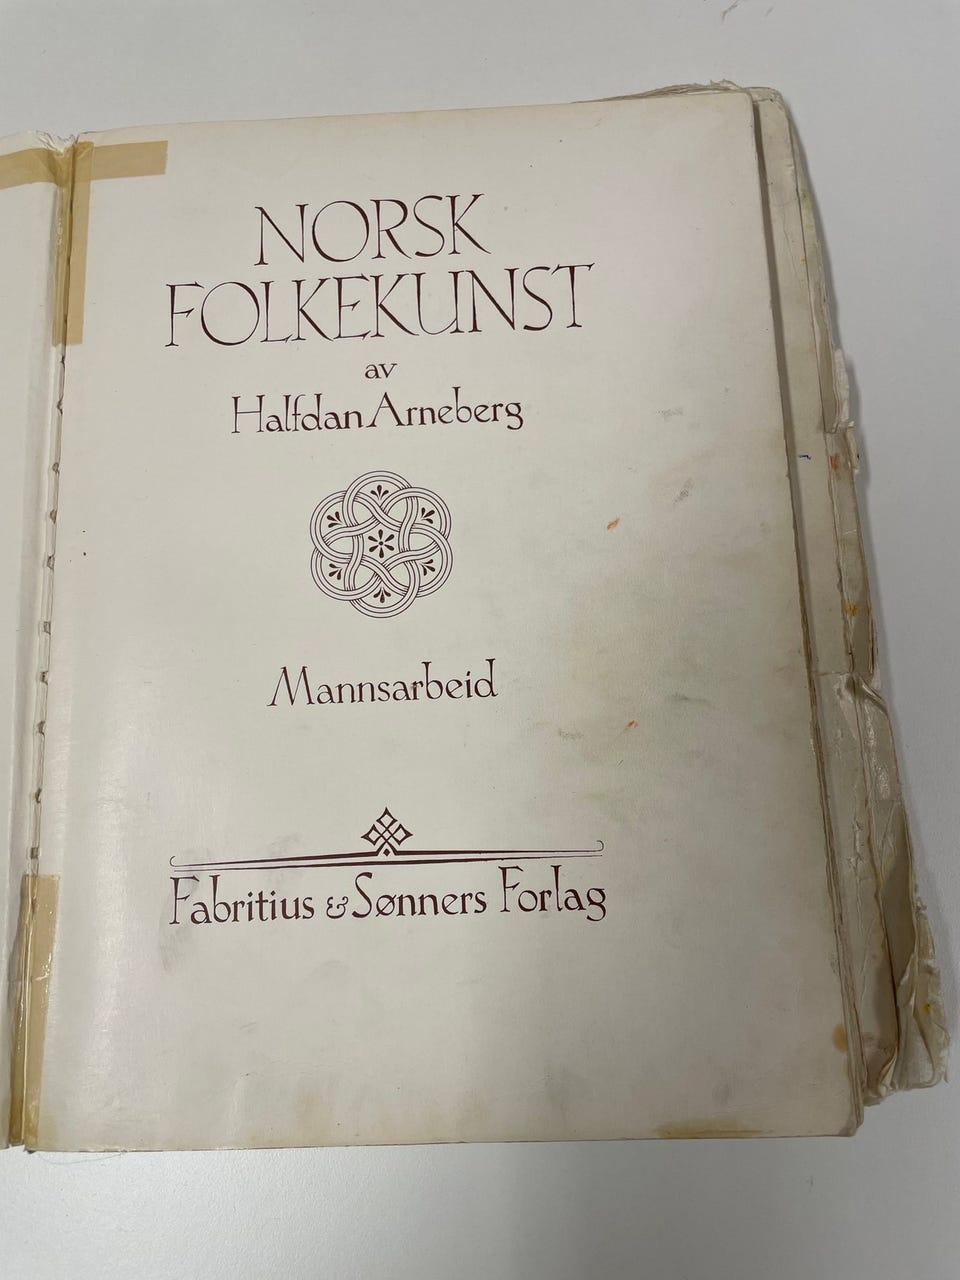 NORSK
FOLKEKUNST
av
Halfdan Arneberg
Mannsarbeid
Fabritius & Sønners Forlag